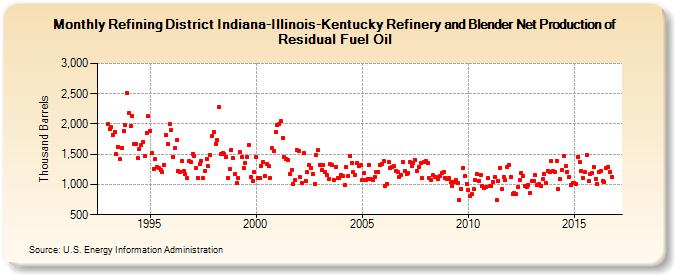 Monthly Refining District Indiana-Illinois-Kentucky Refinery and Blender Net Production of
Residual Fuel Oil
Thousand Barrels
3,000
2,500
2,000
1,500
1,000
500
1995
2000
2005
2010
2015
Source: U.S. Energy Information Administration